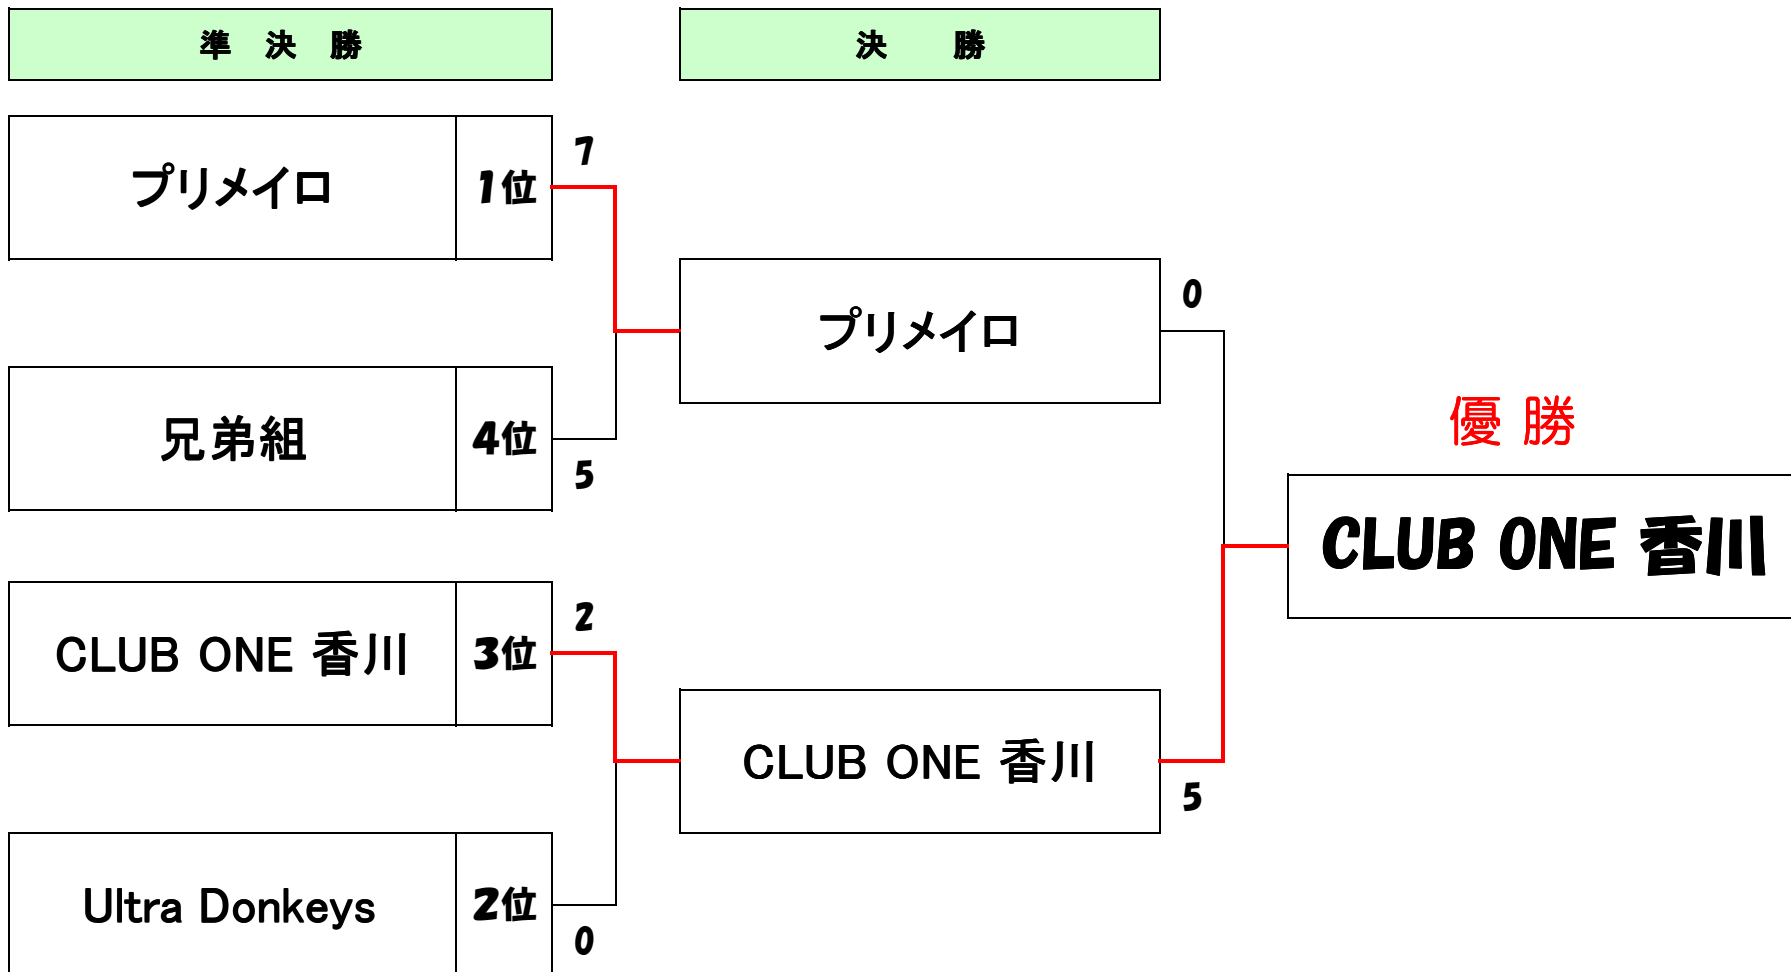 準 決 勝
決 勝
プリメイロ
1位
7
兄弟組
4位
5
CLUB ONE 香川
3位
2
Ultra Donkeys
2位
0
プリメイロ
0
CLUB ONE 香川
5
優 勝
CLUB ONE 香川